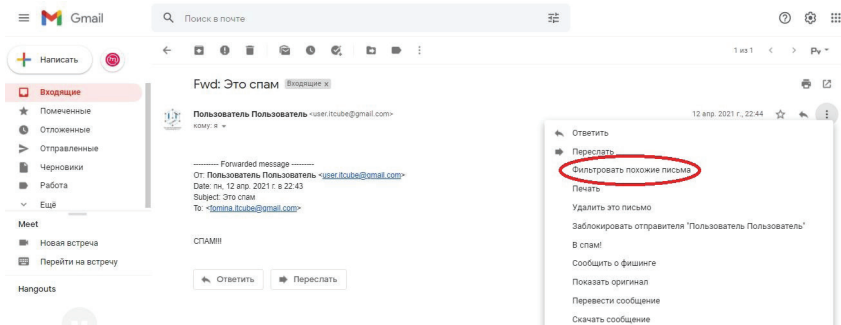 Gmail
Поиск в почте
Написать
1 из 1
Ру
Входящие
Помеченные
Отложенные
Отправленные
Черновики
Работа
Ещё
Meet
Новая встреча
Перейти на встречу
Hangouts
Fwd: Это спам Входящие x
Пользователь Пользователь <user.itcube@gmail.com>
12 апр. 2021 г., 22:44
кому: я
---------- Forwarded message ----------
От: Пользователь Пользователь <user.itcube@gmail.com>
Date: пн, 12 апр. 2021 г. в 22:43
Subject: Это спам
To: <fomina.itcube@gmail.com>
СПАМ!!!
Ответить Переслать
Ответить
Переслать
Фильтровать похожие письма
Печать
Удалить это письмо
Заблокировать отправителя "Пользователь Пользователь"
В спам!
Сообщить о фишинге
Показать оригинал
Перевести сообщение
Скачать сообщение